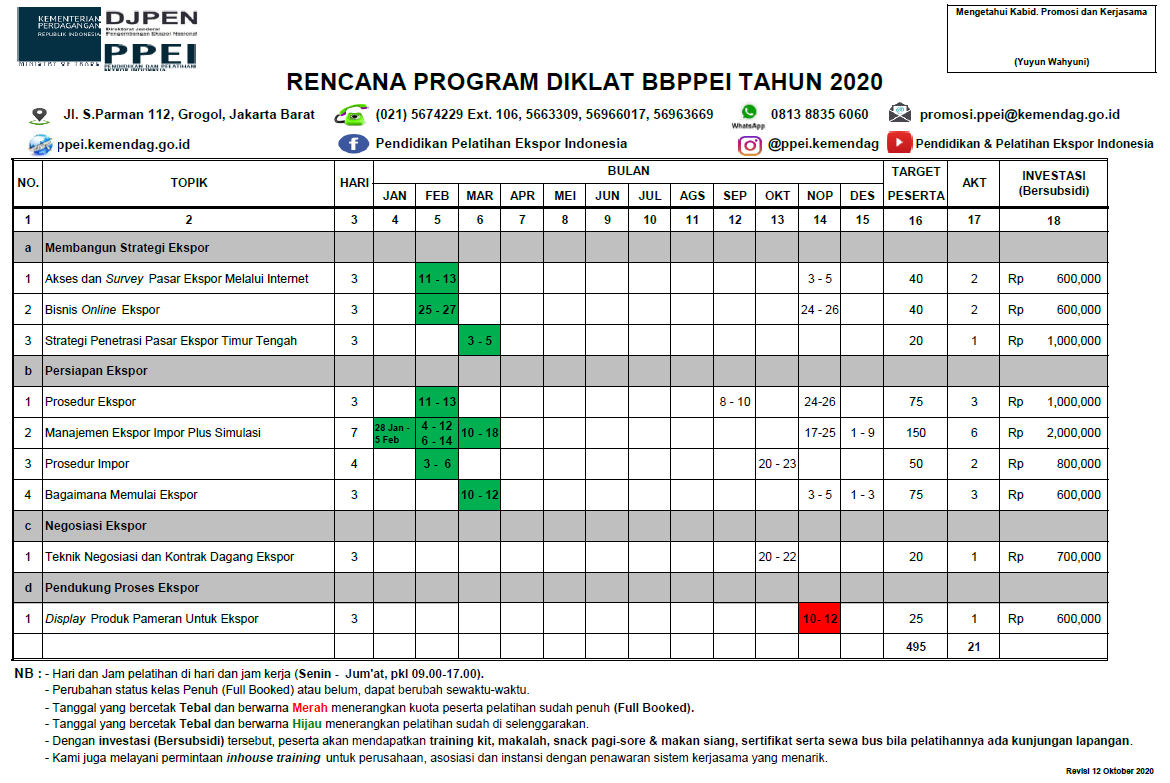 KEMENTERIAN
PERDAGANGAN
REPUBLIK INDONESIA
MINISTRY OF TRADE
DJPEN
Direktorat Jenderal
Pengembangan Ekspor Nasional
PPEI
PENDIDIKAN DAN PELATIHAN
EKSPOR INDONESIA
Mengetahui Kabid. Promosi dan Kerjasama
(Yuyun Wahyuni)
RENCANA PROGRAM DIKLAT BBPPEI TAHUN 2020
Jl. S.Parman 112, Grogol, Jakarta Barat (021) 5674229 Ext. 106, 5663309, 56966017, 56963669 WhatsApp 0813 8835 6060 promosi.ppei@kemendag.go.id
ppei.kemendag.go.id Pendidikan Pelatihan Ekspor Indonesia @ppei.kemendag Pendidikan & Pelatihan Ekspor Indonesia
NO. TOPIK HARI BULAN TARGET PESERTA AKT INVESTASI (Bersubsidi)
JAN FEB MAR APR MEI JUN JUL AGS SEP OKT NOP DES
1 2 3 4 5 6 7 8 9 10 11 12 13 14 15 16 17 18
a Membangun Strategi Ekspor
1 Akses dan Survey Pasar Ekspor Melalui Internet 3 11 - 13 3 - 5 40 2 Rp 600,000
2 Bisnis Online Ekspor 3 25 - 27 24 - 26 40 2 Rp 600,000
3 Strategi Penetrasi Pasar Ekspor Timur Tengah 3 3 - 5 20 1 Rp 1,000,000
b Persiapan Ekspor
1 Prosedur Ekspor 3 11 - 13 8 - 10 24-26 75 3 Rp 1,000,000
2 Manajemen Ekspor Impor Plus Simulasi 7 28 Jan - 5 Feb 4 - 12 6 - 14 10 - 18 17-25 1 - 9 150 6 Rp 2,000,000
3 Prosedur Impor 4 3 - 6 20 - 23 50 2 Rp 800,000
4 Bagaimana Memulai Ekspor 3 10 - 12 3 - 5 1 - 3 75 3 Rp 600,000
c Negosiasi Ekspor
1 Teknik Negosiasi dan Kontrak Dagang Ekspor 3 20 - 22 20 1 Rp 700,000
d Pendukung Proses Ekspor
1 Display Produk Pameran Untuk Ekspor 3 10- 12 25 1 Rp 600,000
495 21
NB : - Hari dan Jam pelatihan di hari dan jam kerja (Senin - Jum'at, pkl 09.00-17.00).
- Perubahan status kelas Penuh (Full Booked) atau belum, dapat berubah sewaktu-waktu.
- Tanggal yang bercetak Tebal dan berwarna Merah menerangkan kuota peserta pelatihan sudah penuh (Full Booked).
- Tanggal yang bercetak Tebal dan berwarna Hijau menerangkan pelatihan sudah di selenggarakan.
- Dengan investasi (Bersubsidi) tersebut, peserta akan mendapatkan training kit, makalah, snack pagi-sore & makan siang, sertifikat serta sewa bus bila pelatihannya ada kunjungan lapangan.
- Kami juga melayani permintaan inhouse training untuk perusahaan, asosiasi dan instansi dengan penawaran sistem kerjasama yang menarik.
Revisi 12 Oktober 2020